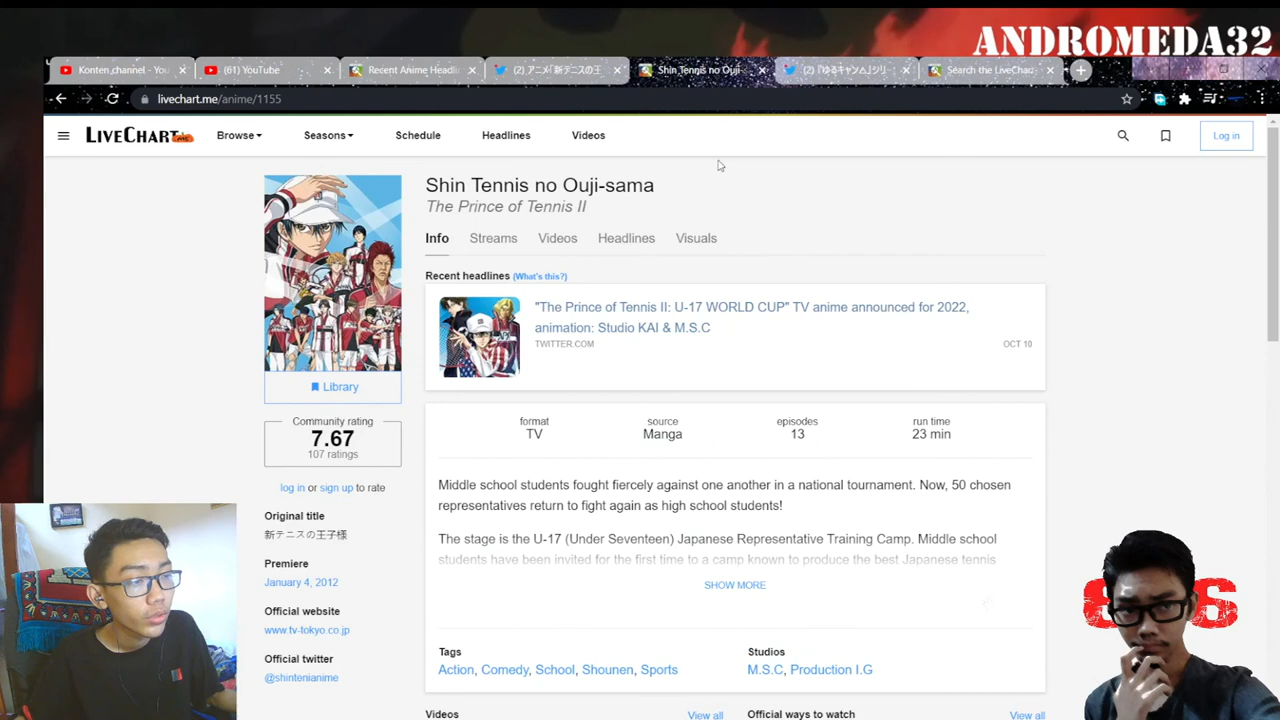 ANDROMEDA32
Konten channel - You
(61) YouTube
Recent Anime Headli
(2) アニメ「新テニスの王
Shin Tennis no Ouji-
(2) 『ゆるキャン△』シリ
Search the LiveChar
livechart.me/anime/1155
LIVECHART.ME
Browse
Seasons
Schedule
Headlines
Videos
Log in
Shin Tennis no Ouji-sama
The Prince of Tennis II
Info
Streams
Videos
Headlines
Visuals
Recent headlines (What's this?)
"The Prince of Tennis II: U-17 WORLD CUP" TV anime announced for 2022,
animation: Studio KAI & M.S.C
TWITTER.COM
OCT 10
Library
Community rating
7.67
107 ratings
log in or sign up to rate
Original title
新テニスの王子様
Premiere
January 4, 2012
Official website
www.tv-tokyo.co.jp
Official twitter
@shintenianime
format
TV
source
Manga
episodes
13
run time
23 min
Middle school students fought fiercely against one another in a national tournament. Now, 50 chosen
representatives return to fight again as high school students!
The stage is the U-17 (Under Seventeen) Japanese Representative Training Camp. Middle school
students have been invited for the first time to a camp known to produce the best Japanese tennis
SHOW MORE
Tags
Action, Comedy, School, Shounen, Sports
Studios
M.S.C, Production I.G
Videos
View all
Official ways to watch
View all